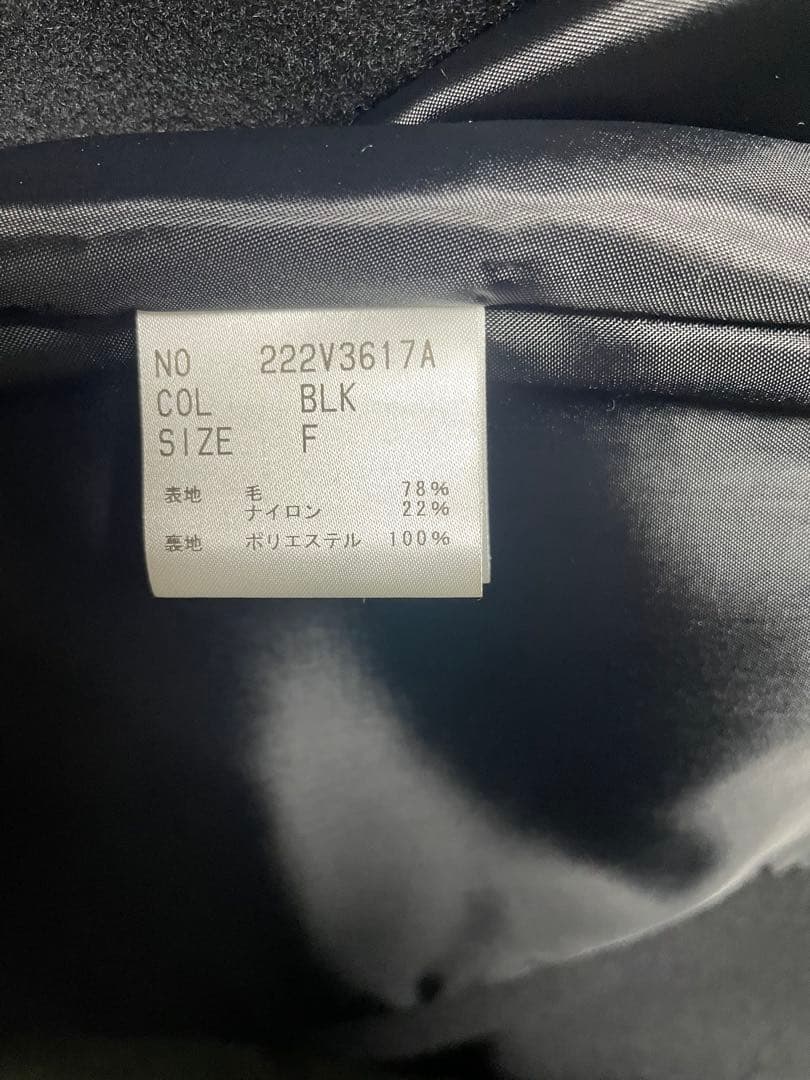 NO 222V3617A
COL BLK
SIZE F
表地 毛 78%
ナイロン 22%
裏地 ポリエステル 100%